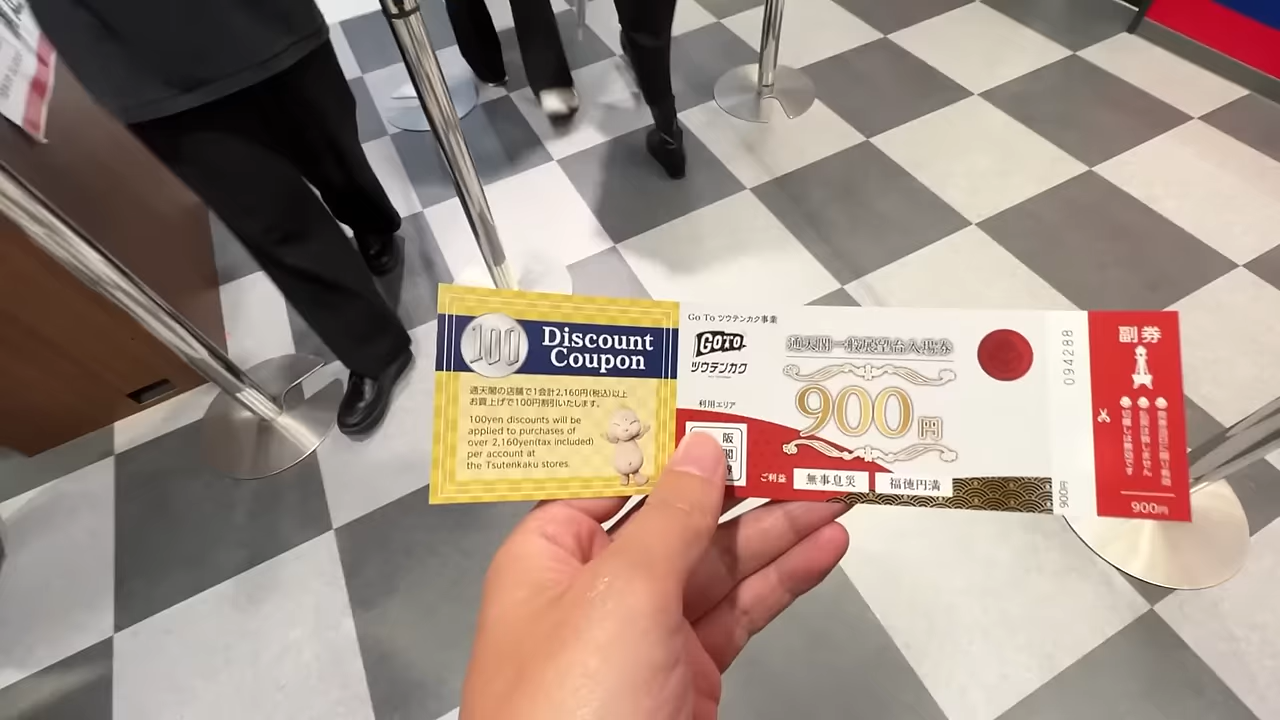 100
Discount
Coupon
通天閣の店舗で1会計2,160円(税込)以上
お買上げで100円割引いたします。
100yen discounts will be
applied to purchases of
over 2,160yen(tax included)
per account at
the Tsutenkaku stores.
Go To ツウテンカク事業
GOTO
ツウテンカク
利用エリア
阪
通天閣一般展望台入場券
900円
ご利益
無事息災
福徳円満
094288
900円
副券
900円